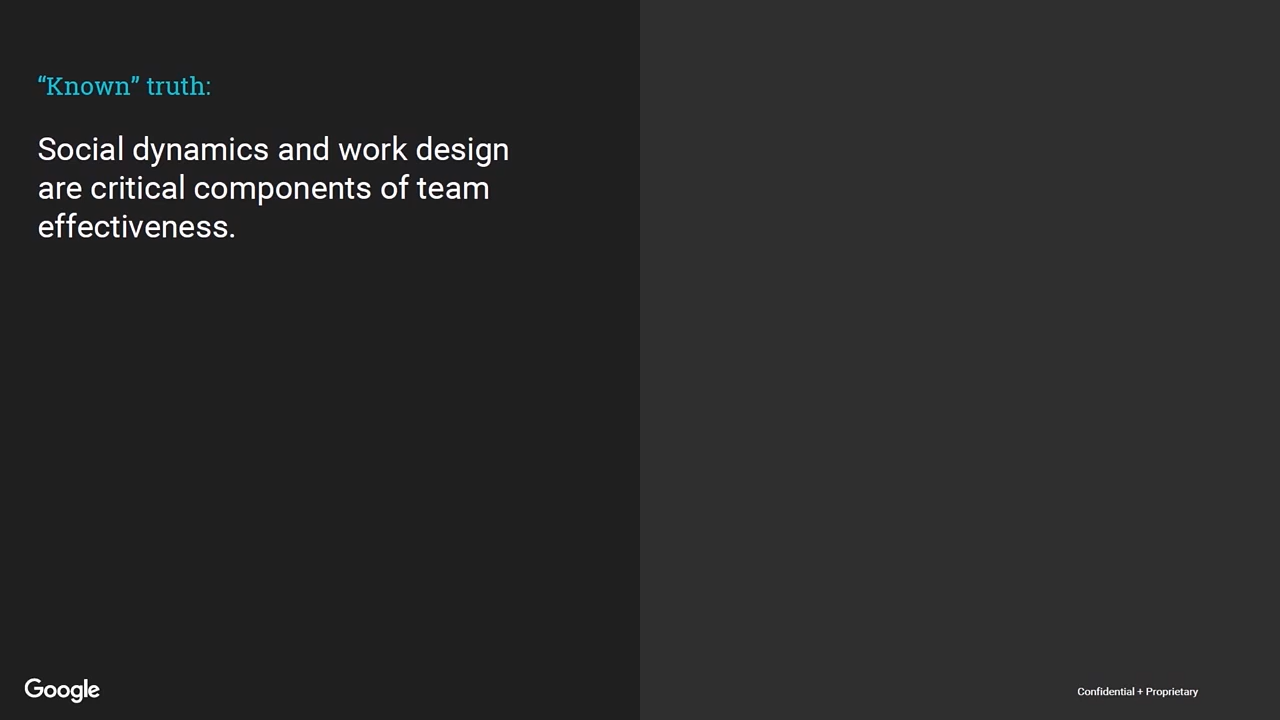 “Known” truth:
Social dynamics and work design
are critical components of team
effectiveness.
Google
Confidential + Proprietary